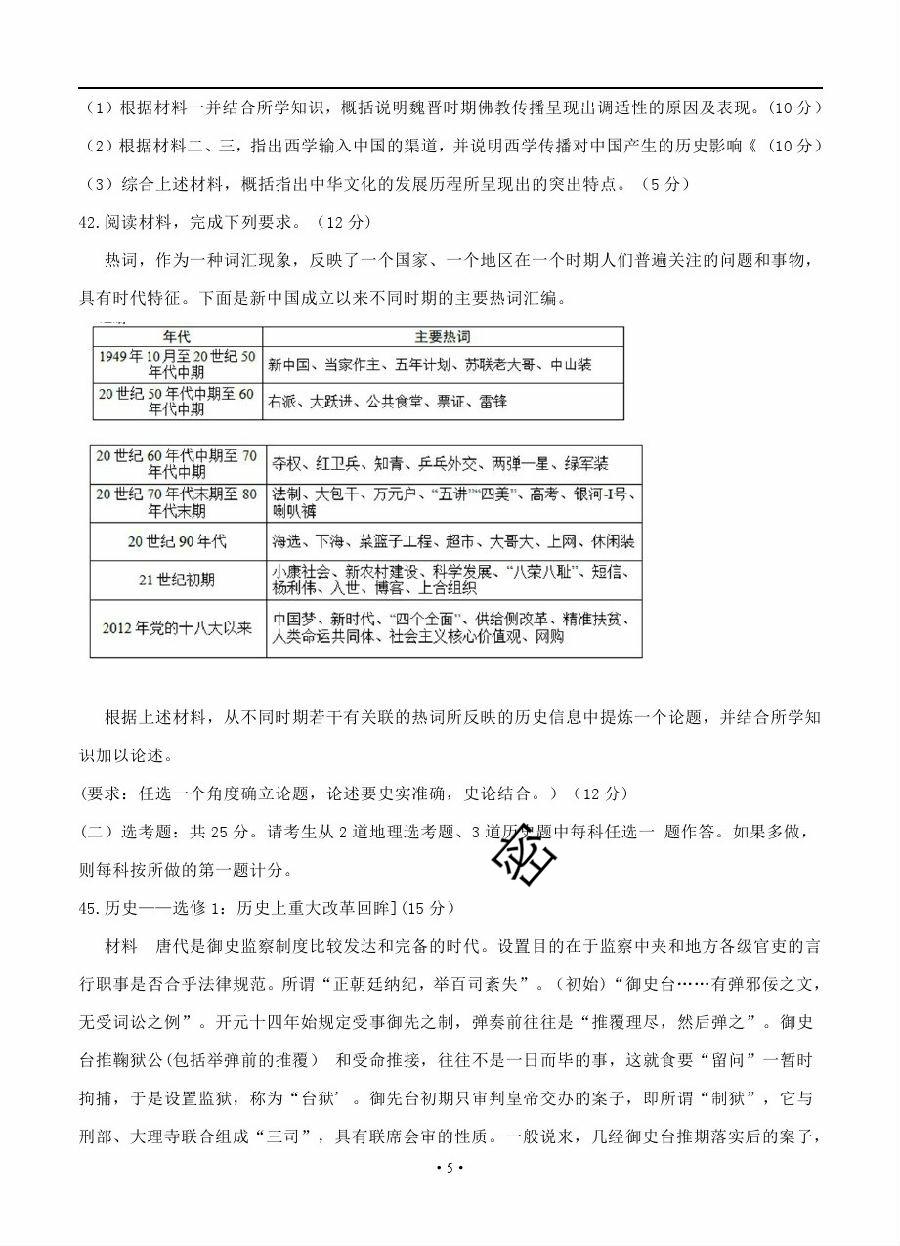 (1）根据材料一并结合所学知识，概括说明魏晋时期佛教传播呈现出调适性的原因及表现。(10分）
（2）根据材料二、三，指出西学输入中国的渠道，并说明西学传播对中国产生的历史影响《（10分）
（3）综合上述材料，概括指出中华文化的发展历程所呈现出的突出特点。（5分）
42.阅读材料，完成下列要求。（12分)
热词，作为一种词汇现象，反映了一个国家、一个地区在一个时期人们普遍关注的问题和事物，
具有时代特征。下面是新中国成立以来不同时期的主要热词汇编。
年代 主要热词
1949年10月至20世纪50年代中期 新中国、当家作主、五年计划、苏联老大哥、中山装
20世纪50年代中期至60年代中期 右派、大跃进、公共食堂、票证、雷锋
20世纪60年代中期至70年代中期 夺权、红卫兵、知青、乒乓外交、两弹一星、绿军装
20世纪70年代末期至80年代末期 法制、大包干、万元户、“五讲”“四美”、高考、银河-I号、
喇叭裤
20世纪90年代 海选、下海、菜篮子工程、超市、大哥大、上网、休闲装
21世纪初期 小康社会、新农村建设、科学发展、“八荣八耻”、短信、
杨利伟、入世、博客、上合组织
2012年党的十八大以来 中国梦、新时代、“四个全面”、供给侧改革、精准扶贫、
人类命运共同体、社会主义核心价值观、网购
根据上述材料，从不同时期若干有关联的热词所反映的历史信息中提炼一个论题，并结合所学知
识加以论述。
(要求：任选一个角度确立论题，论述要史实准确，史论结合。）（12分)
(二）选考题：共25分。请考生从2道地理选考题、3道历史题中每科任选一 题作答。如果多做，
则每科按所做的第一题计分。
密
45.历史——选修1：历史上重大改革回眸](15分）
材料 唐代是御史监察制度比较发达和完备的时代。设置目的在于监察中夹和地方各级官吏的言
行职事是否合乎法律规范。所谓“正朝廷纳纪，举百司紊失”。（初始）“御史台……有弹邪佞之文，
无受词讼之例”。开元十四年始规定受事御先之制，弹奏前往往是“推覆理尽，然后弹之”。御史
台推鞠狱公(包括举弹前的推覆） 和受命推接，往往不是一日而毕的事，这就食要“留问”一暂时
拘捕，于是设置监狱，称为“台狱’。御先台初期只审判皇帝交办的案子，即所谓“制狱”，它与
刑部、大理寺联合组成“三司”，具有联席会审的性质。一般说来，几经御史台推期落实后的案了，
·5·